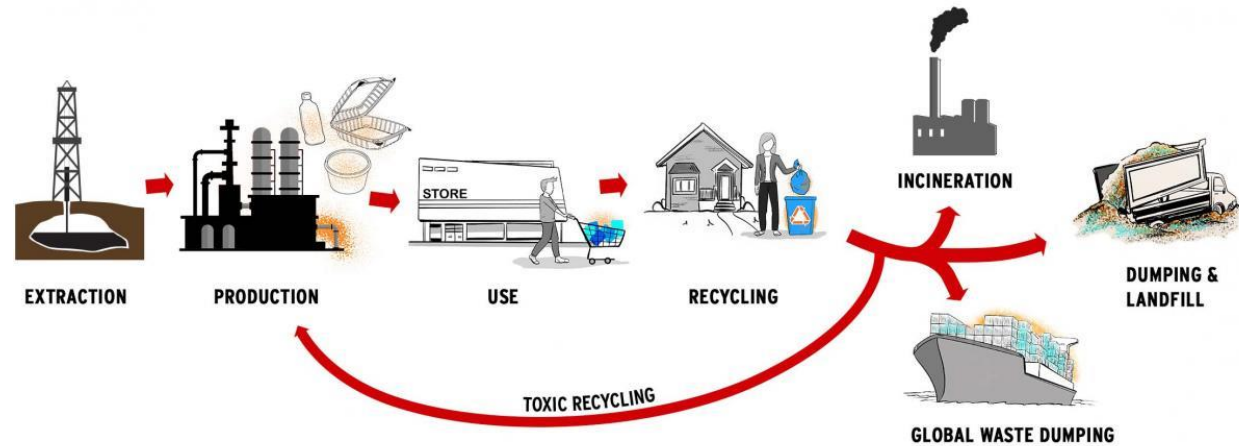 STORE
EXTRACTION
PRODUCTION
USE
RECYCLING
INCINERATION
DUMPING &
LANDFILL
TOXIC RECYCLING
GLOBAL WASTE DUMPING